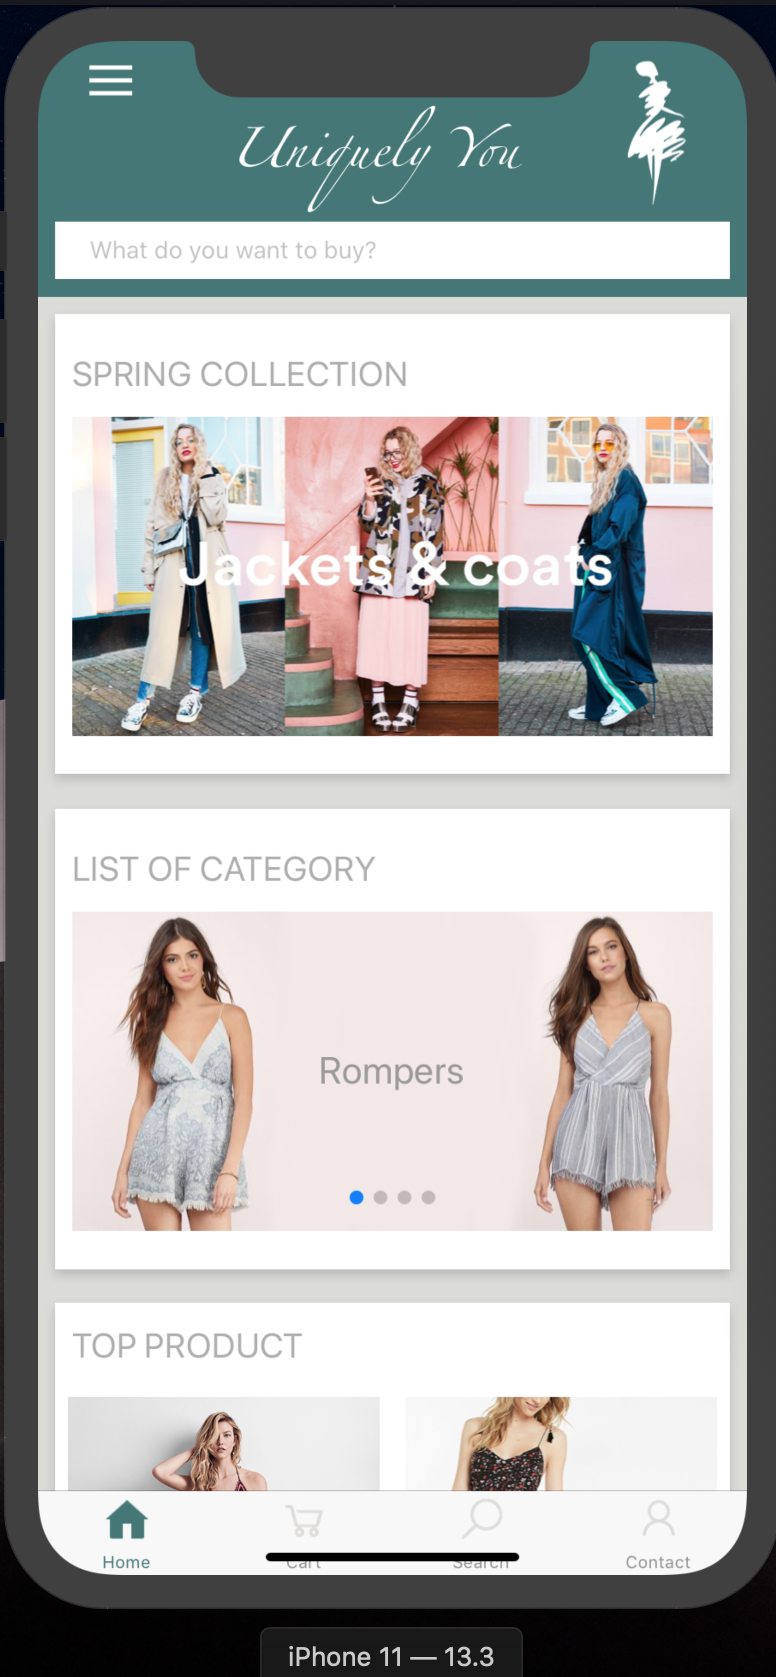 Uniquely You
What do you want to buy?
SPRING COLLECTION
Jackets & coats
LIST OF CATEGORY
Rompers
TOP PRODUCT
Home
Cart
Search
Contact
iPhone 11 — 13.3